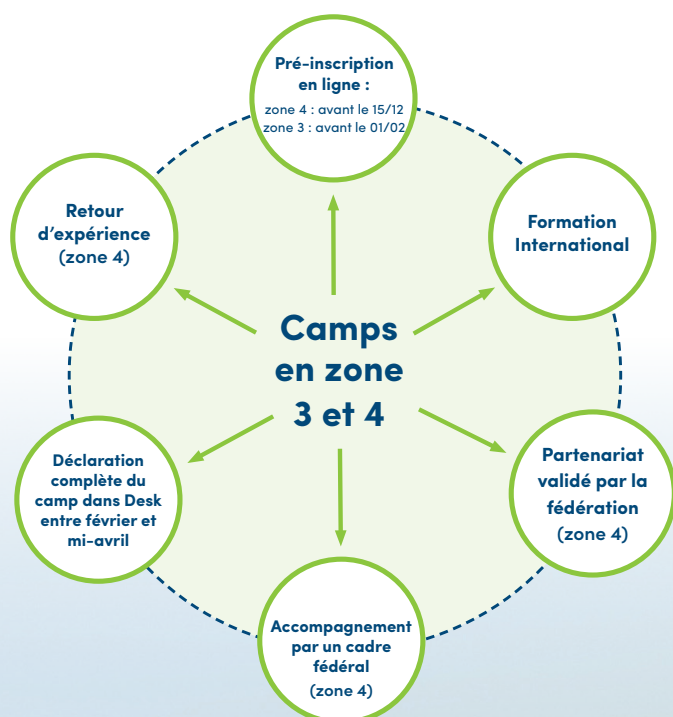 Pré-inscription
en ligne :
zone 4 : avant le 15/12
zone 3 : avant le 01/02
Formation
International
Partenariat
validé par la
fédération
(zone 4)
Accompagnement
par un cadre
fédéral
(zone 4)
Déclaration
complète du
camp dans Desk
entre février et
mi-avril
Retour
d'expérience
(zone 4)
Camps
en zone
3 et 4